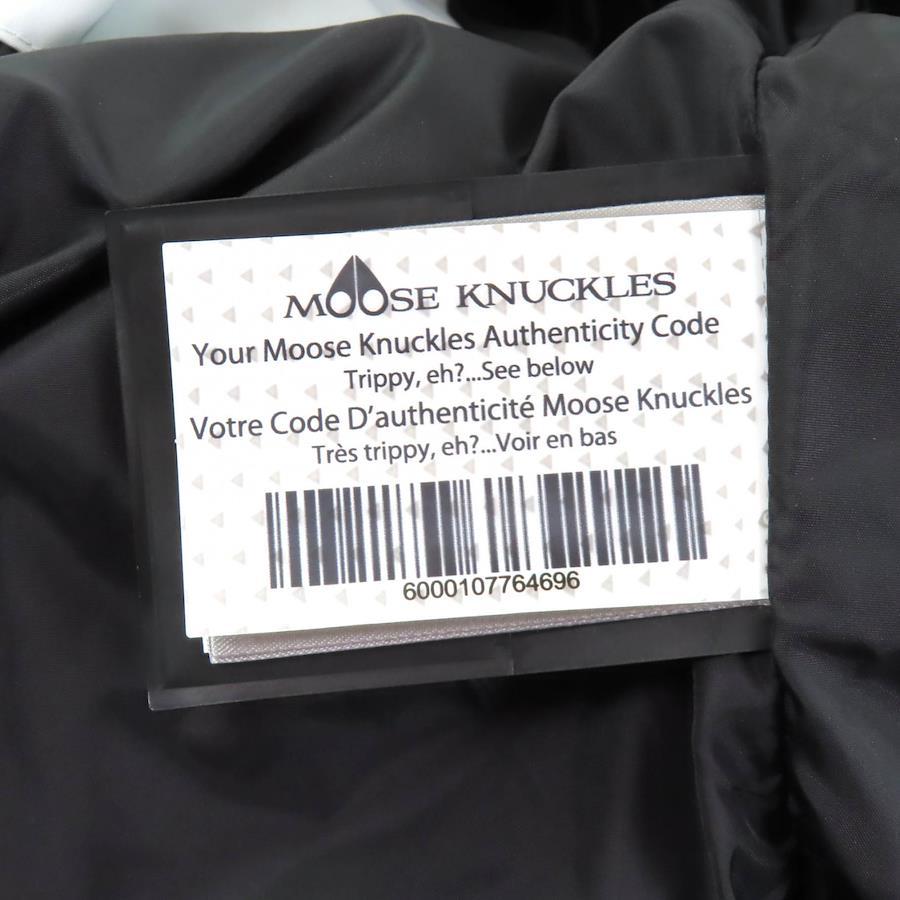 MOOSE KNUCKLES
Your Moose Knuckles Authenticity Code
Trippy, eh?...See below
Votre Code D’authenticité Moose Knuckles
Très trippy, eh?...Voir en bas
6000107764696